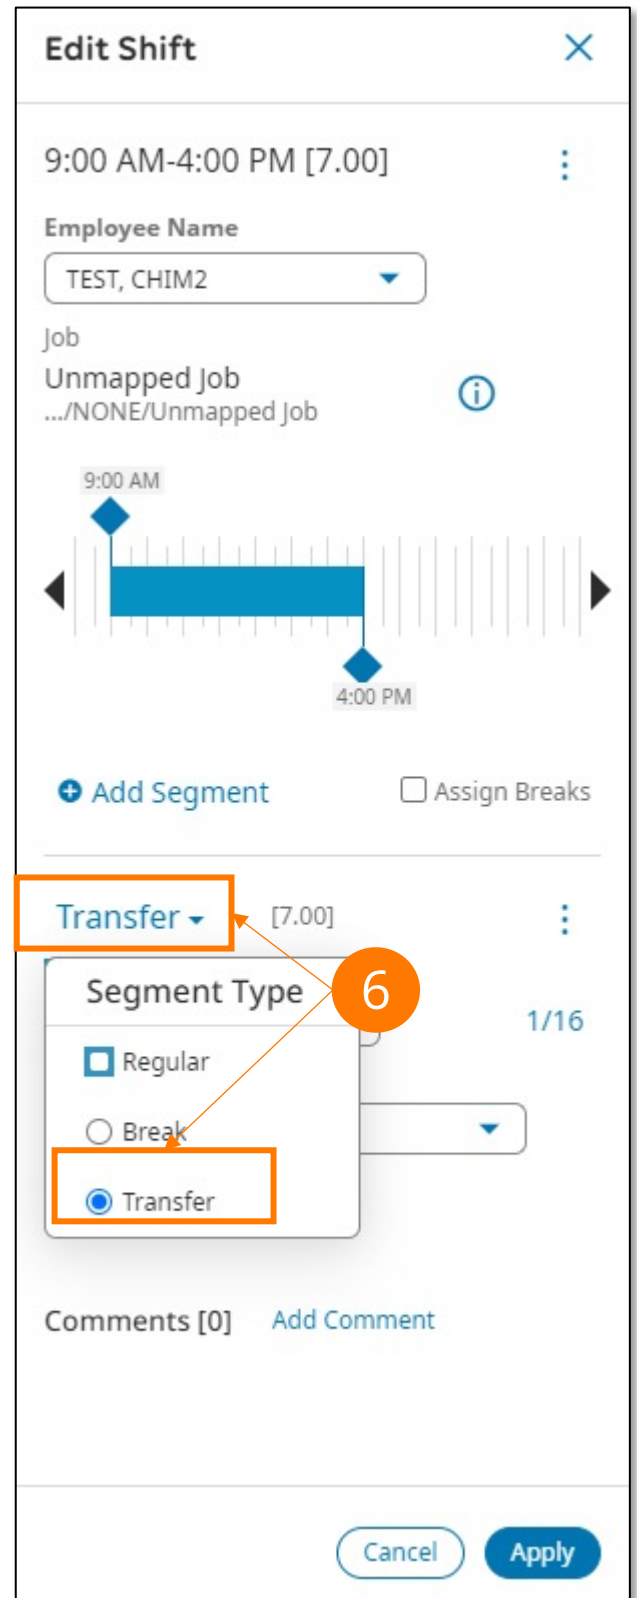 Edit Shift
9:00 AM-4:00 PM [7.00]
Employee Name
TEST, CHIM2
Job
Unmapped Job
.../NONE/Unmapped Job
9:00 AM
4:00 PM
Add Segment
Assign Breaks
Transfer [7.00]
Segment Type
6
1/16
Regular
Break
Transfer
Comments [0] Add Comment
Cancel Apply